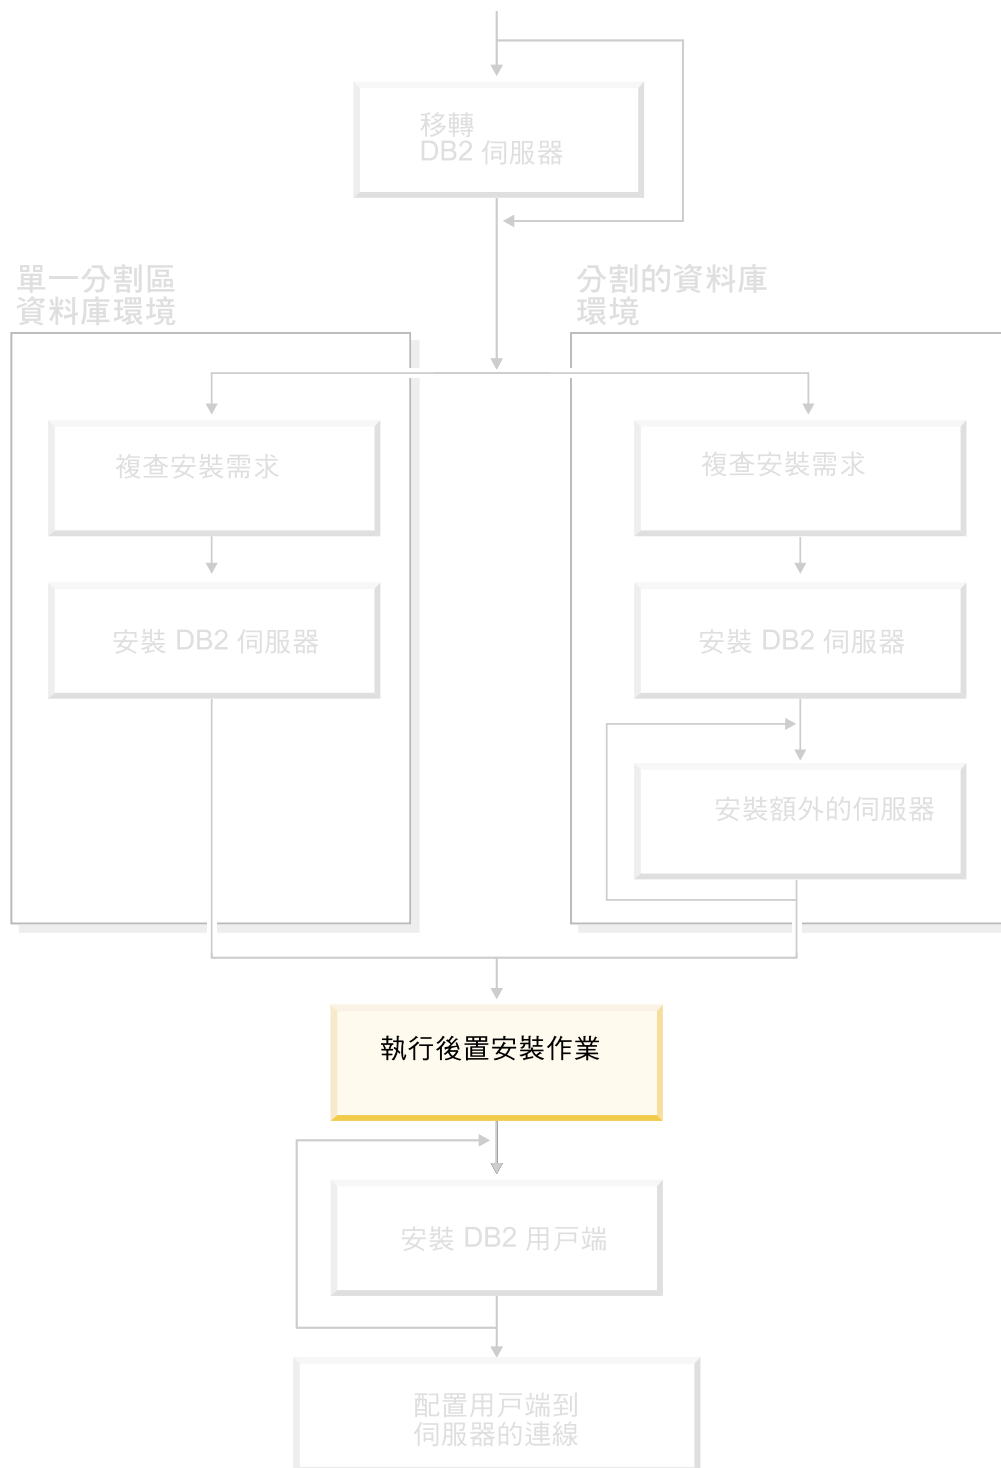 移轉
DB2 伺服器
單一分割區
資料庫環境
分割的資料庫
環境
複查安裝需求
複查安裝需求
安裝 DB2 伺服器
安裝 DB2 伺服器
安裝額外的伺服器
執行後置安裝作業
安裝 DB2 用戶端
配置用戶端到
伺服器的連線